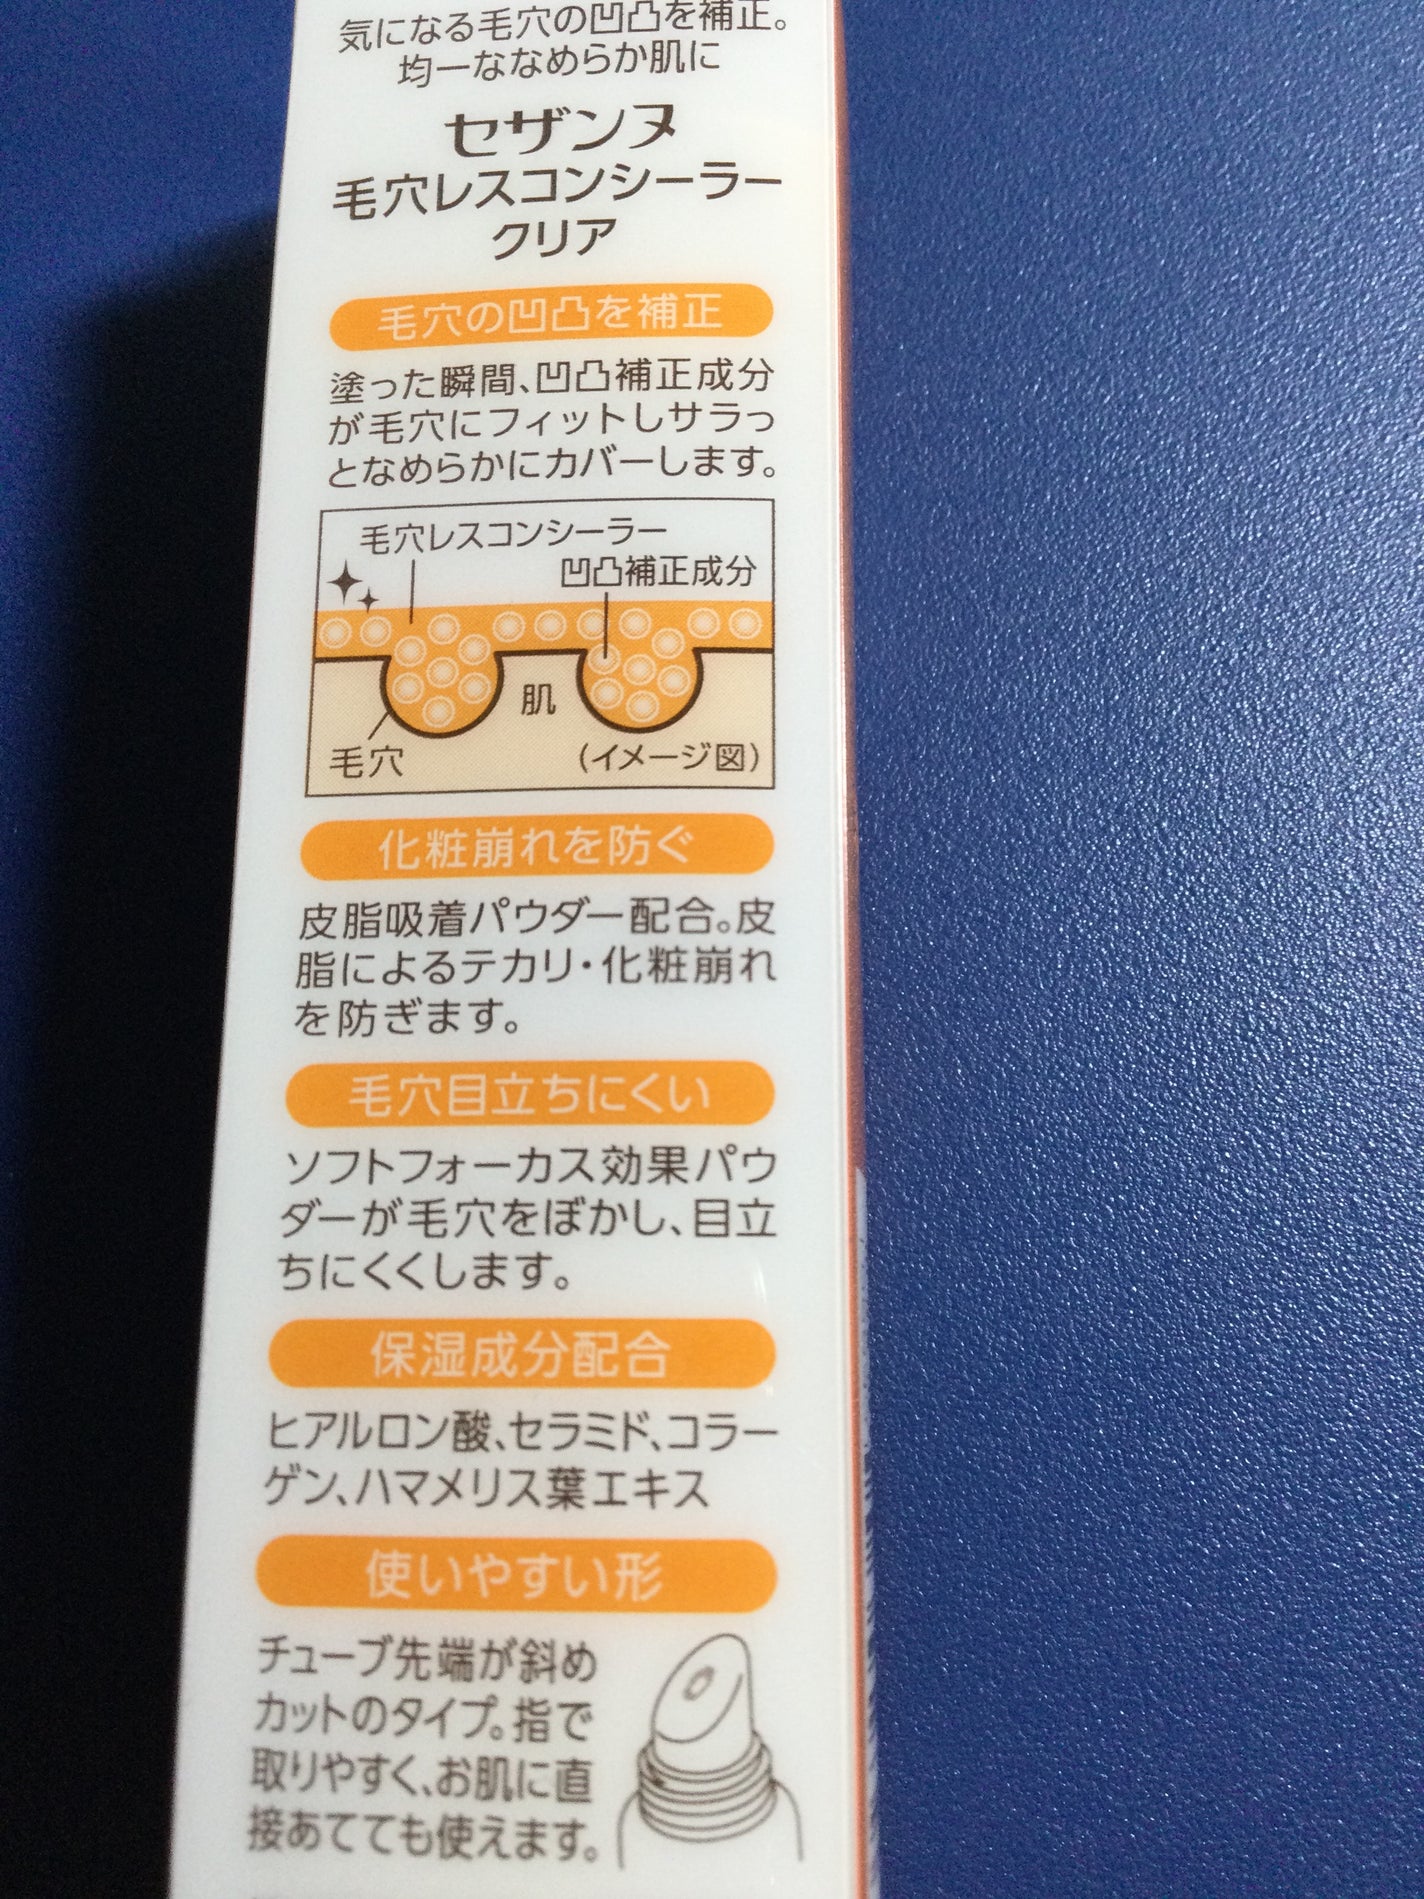 気になる毛穴の凹凸を補正。
均一ななめらか肌に
セザンヌ
毛穴レスコンシーラー
クリア
毛穴の凹凸を補正
塗った瞬間、凹凸補正成分
が毛穴にフィットしサラっ
となめらかにカバーします。
毛穴レスコンシーラー
凹凸補正成分
肌
毛穴
(イメージ図)
化粧崩れを防ぐ
皮脂吸着パウダー配合。皮
脂によるテカリ・化粧崩れ
を防ぎます。
毛穴目立ちにくい
ソフトフォーカス効果パウ
ダーが毛穴をぼかし、目立
ちにくくします。
保湿成分配合
ヒアルロン酸、セラミド、コラー
ゲン、ハマメリス葉エキス
使いやすい形
チューブ先端が斜め
カットのタイプ。指で
取りやすく、お肌に直
接あてても使えます。